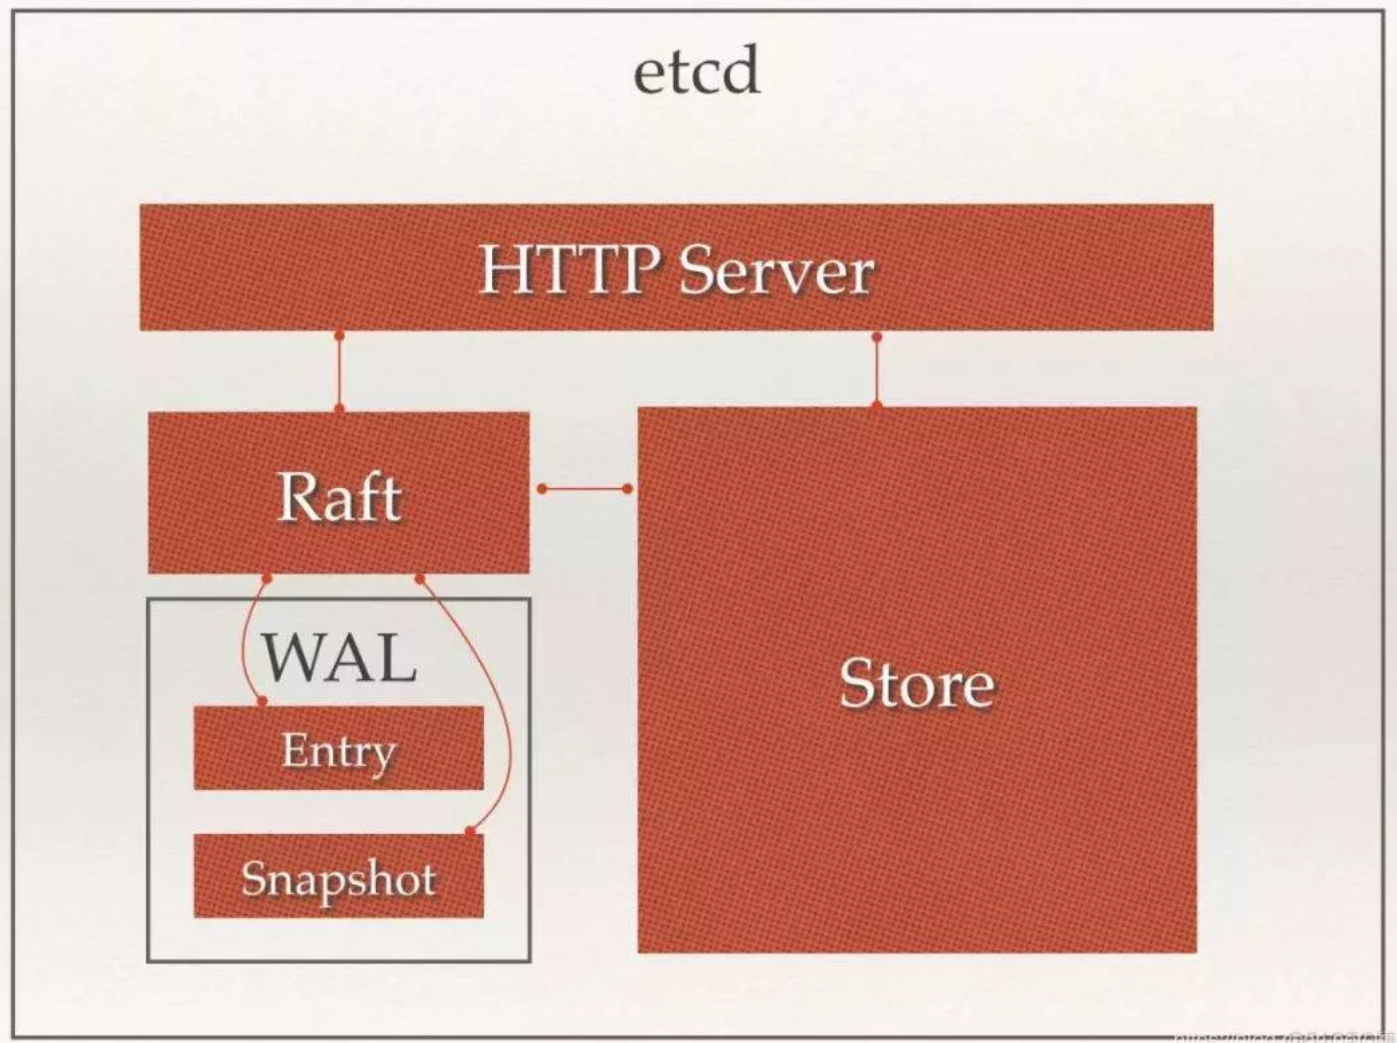 etcd
HTTP Server
Raft
Store
WAL
Entry
Snapshot